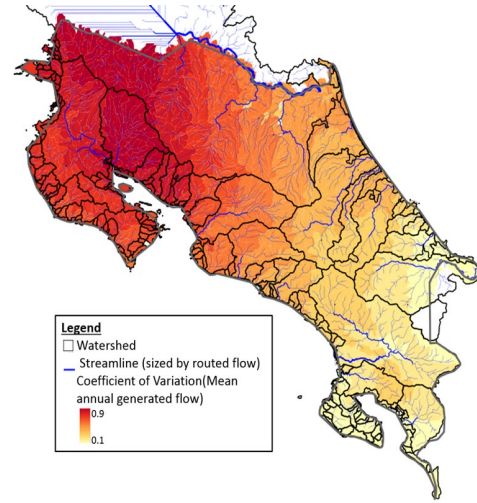 Legend
Watershed
Streamline (sized by routed flow)
Coefficient of Variation(Mean
annual generated flow)
0.9
0.1